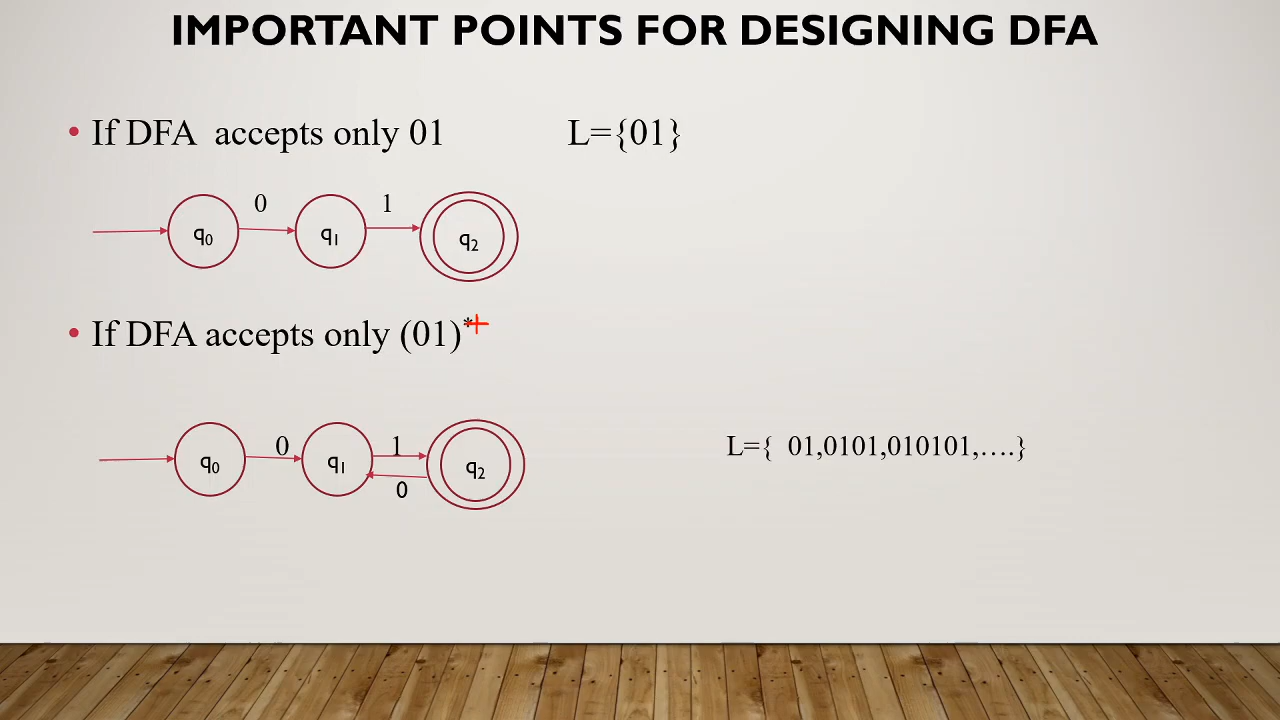 IMPORTANT POINTS FOR DESIGNING DFA
• If DFA accepts only 01 L={01}
0 1
q₀ q₁ q₂
• If DFA accepts only (01)*+
0 1
q₀ q₁ q₂
0
L={ 01,0101,010101,….}